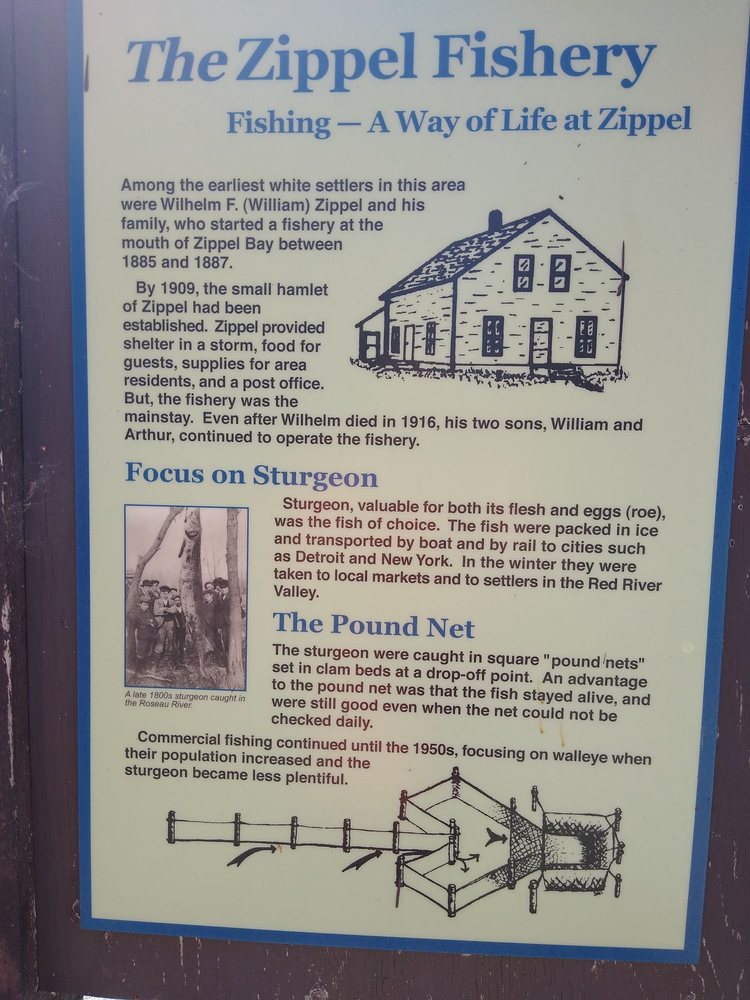 The Zippel Fishery
Fishing — A Way of Life at Zippel
Among the earliest white settlers in this area
were Wilhelm F. (William) Zippel and his
family, who started a fishery at the
mouth of Zippel Bay between
1885 and 1887.
By 1909, the small hamlet
of Zippel had been
established. Zippel provided
shelter in a storm, food for
guests, supplies for area
residents, and a post office.
But, the fishery was the
mainstay. Even after Wilhelm died in 1916, his two sons, William and
Arthur, continued to operate the fishery.
Focus on Sturgeon
Sturgeon, valuable for both its flesh and eggs (roe),
was the fish of choice. The fish were packed in ice
and transported by boat and by rail to cities such
as Detroit and New York. In the winter they were
taken to local markets and to settlers in the Red River
Valley.
A late 1800s sturgeon caught in
the Roseau River.
The Pound Net
The sturgeon were caught in square "pound nets"
set in clam beds at a drop-off point. An advantage
to the pound net was that the fish stayed alive, and
were still good even when the net could not be
checked daily.
Commercial fishing continued until the 1950s, focusing on walleye when
their population increased and the
sturgeon became less plentiful.